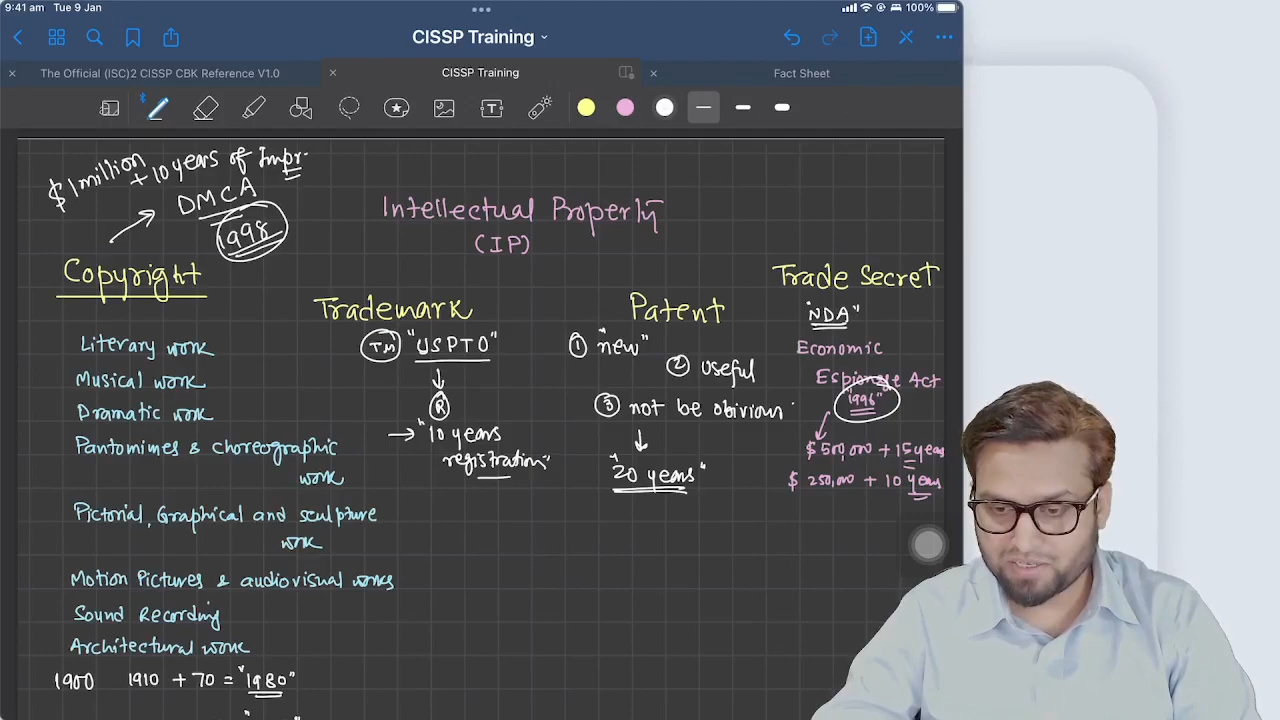 9:41 am Tue 9 Jan
100%
CISSP Training
The Official (ISC)2 CISSP CBK Reference V1.0
CISSP Training
Fact Sheet
$1million + 10 years of Impr.
DMCA
1998
Intellectual Property
(IP)
Copyright
Literary work
Musical work
Dramatic work
Pantomimes & choreographic
work
Pictorial, Graphical and sculpture
work
Motion Pictures & audiovisual works
Sound Recording
Architectural work
1900 1910 + 70 = "1980"
Trademark
TM "USPTO"
R
"10 years
registration"
Patent
① "new"
② useful
③ not be obivious
"20 years"
Trade Secret
"NDA"
Economic
Espionage Act
"1996"
$500,000 + 15 years
$ 250,000 + 10 years